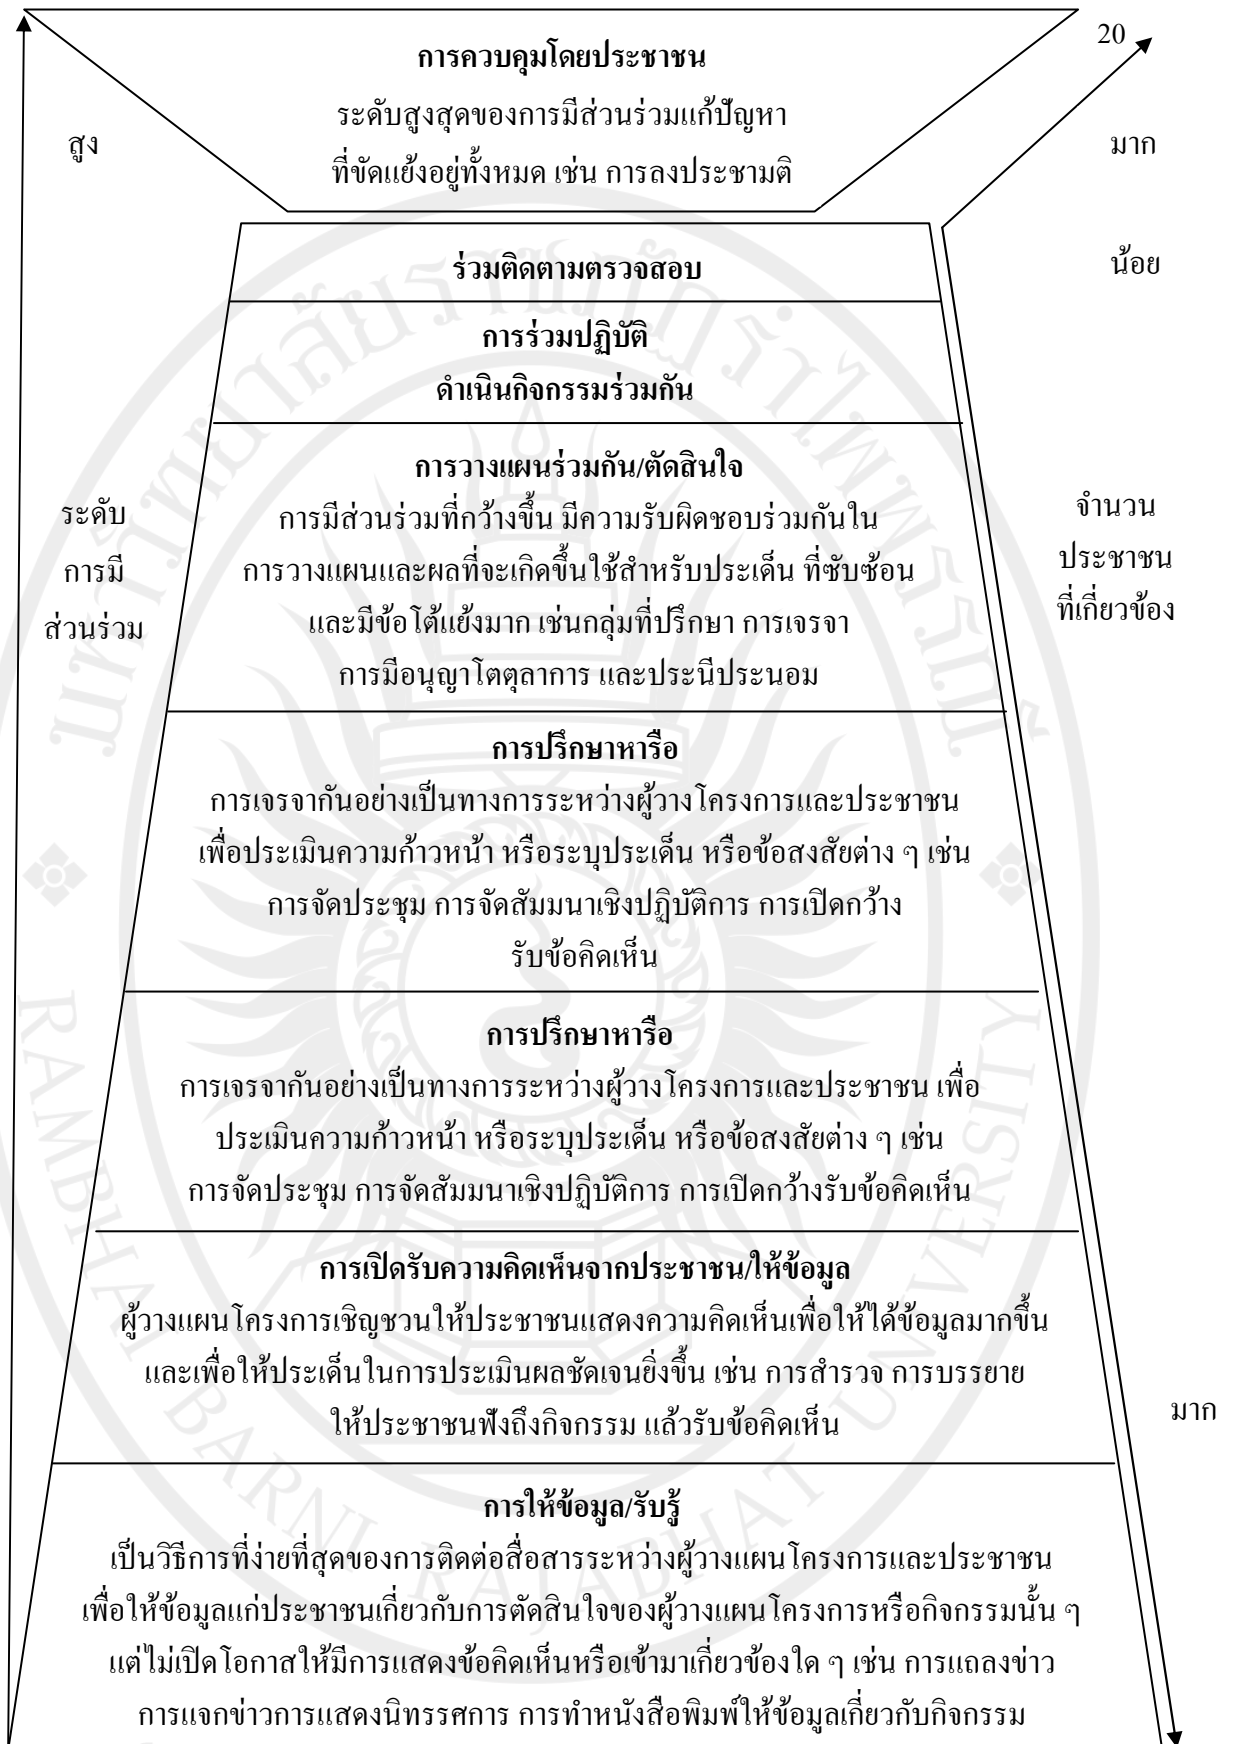 20
การควบคุมโดยประชาชน
ระดับสูงสุดของการมีส่วนร่วมแก้ปัญหา
ที่ขัดแย้งอยู่ทั้งหมด เช่น การลงประชามติ
สูง
มาก
ร่วมติดตามตรวจสอบ
น้อย
การร่วมปฏิบัติ
ดำเนินกิจกรรมร่วมกัน
การวางแผนร่วมกัน/ตัดสินใจ
การมีส่วนร่วมที่กว้างขึ้น มีความรับผิดชอบร่วมกันใน
การวางแผนและผลที่จะเกิดขึ้นใช้สำหรับประเด็น ที่ซับซ้อน
และมีข้อโต้แย้งมาก เช่นกลุ่มที่ปรึกษา การเจรจา
การมีอนุญาโตตุลาการ และประนีประนอม
ระดับ
การมี
ส่วนร่วม
จำนวน
ประชาชน
ที่เกี่ยวข้อง
การปรึกษาหารือ
การเจรจากันอย่างเป็นทางการระหว่างผู้วางโครงการและประชาชน
เพื่อประเมินความก้าวหน้า หรือระบุประเด็น หรือข้อสงสัยต่าง ๆ เช่น
การจัดประชุม การจัดสัมมนาเชิงปฏิบัติการ การเปิดกว้าง
รับข้อคิดเห็น
การปรึกษาหารือ
การเจรจากันอย่างเป็นทางการระหว่างผู้วางโครงการและประชาชน เพื่อ
ประเมินความก้าวหน้า หรือระบุประเด็น หรือข้อสงสัยต่าง ๆ เช่น
การจัดประชุม การจัดสัมมนาเชิงปฏิบัติการ การเปิดกว้างรับข้อคิดเห็น
การเปิดรับความคิดเห็นจากประชาชน/ให้ข้อมูล
ผู้วางแผนโครงการเชิญชวนให้ประชาชนแสดงความคิดเห็นเพื่อให้ได้ข้อมูลมากขึ้น
และเพื่อให้ประเด็นในการประเมินผลชัดเจนยิ่งขึ้น เช่น การสำรวจ การบรรยาย
ให้ประชาชนฟังถึงกิจกรรม แล้วรับข้อคิดเห็น
มาก
การให้ข้อมูล/รับรู้
เป็นวิธีการที่ง่ายที่สุดของการติดต่อสื่อสารระหว่างผู้วางแผนโครงการและประชาชน
เพื่อให้ข้อมูลแก่ประชาชนเกี่ยวกับการตัดสินใจของผู้วางแผนโครงการหรือกิจกรรมนั้น ๆ
แต่ไม่เปิดโอกาสให้มีการแสดงข้อคิดเห็นหรือเข้ามาเกี่ยวข้องใด ๆ เช่น การแถลงข่าว
การแจกข่าวการแสดงนิทรรศการ การทำหนังสือพิมพ์ให้ข้อมูลเกี่ยวกับกิจกรรม
มหาวิทยาลัยราชภัฏรำไพพรรณี
RAMBHAI BARNI RAJABHAT UNIVERSITY